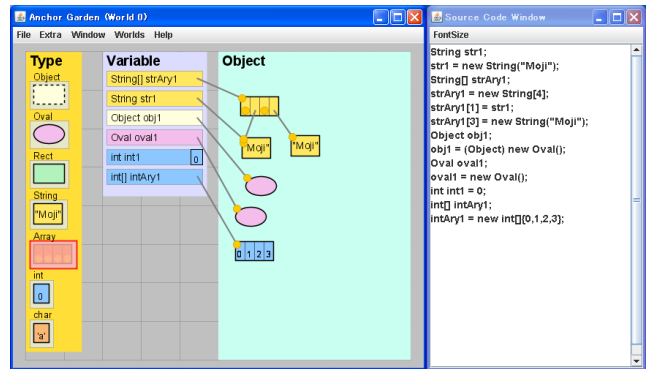 Anchor Garden (World 0)
File Extra Window Worlds Help
Type
Object
Oval
Rect
String
"Moji"
Array
int
0
char
'a'
Variable
String[] strAry1
String str1
Object obj1
Oval oval1
int int1 0
int[] intAry1
Object
"Moji" "Moji"
0 1 2 3
Source Code Window
FontSize
String str1;
str1 = new String("Moji");
String[] strAry1;
strAry1 = new String[4];
strAry1[1] = str1;
strAry1[3] = new String("Moji");
Object obj1;
obj1 = (Object) new Oval();
Oval oval1;
oval1 = new Oval();
int int1 = 0;
int[] intAry1;
intAry1 = new int[]{0,1,2,3};